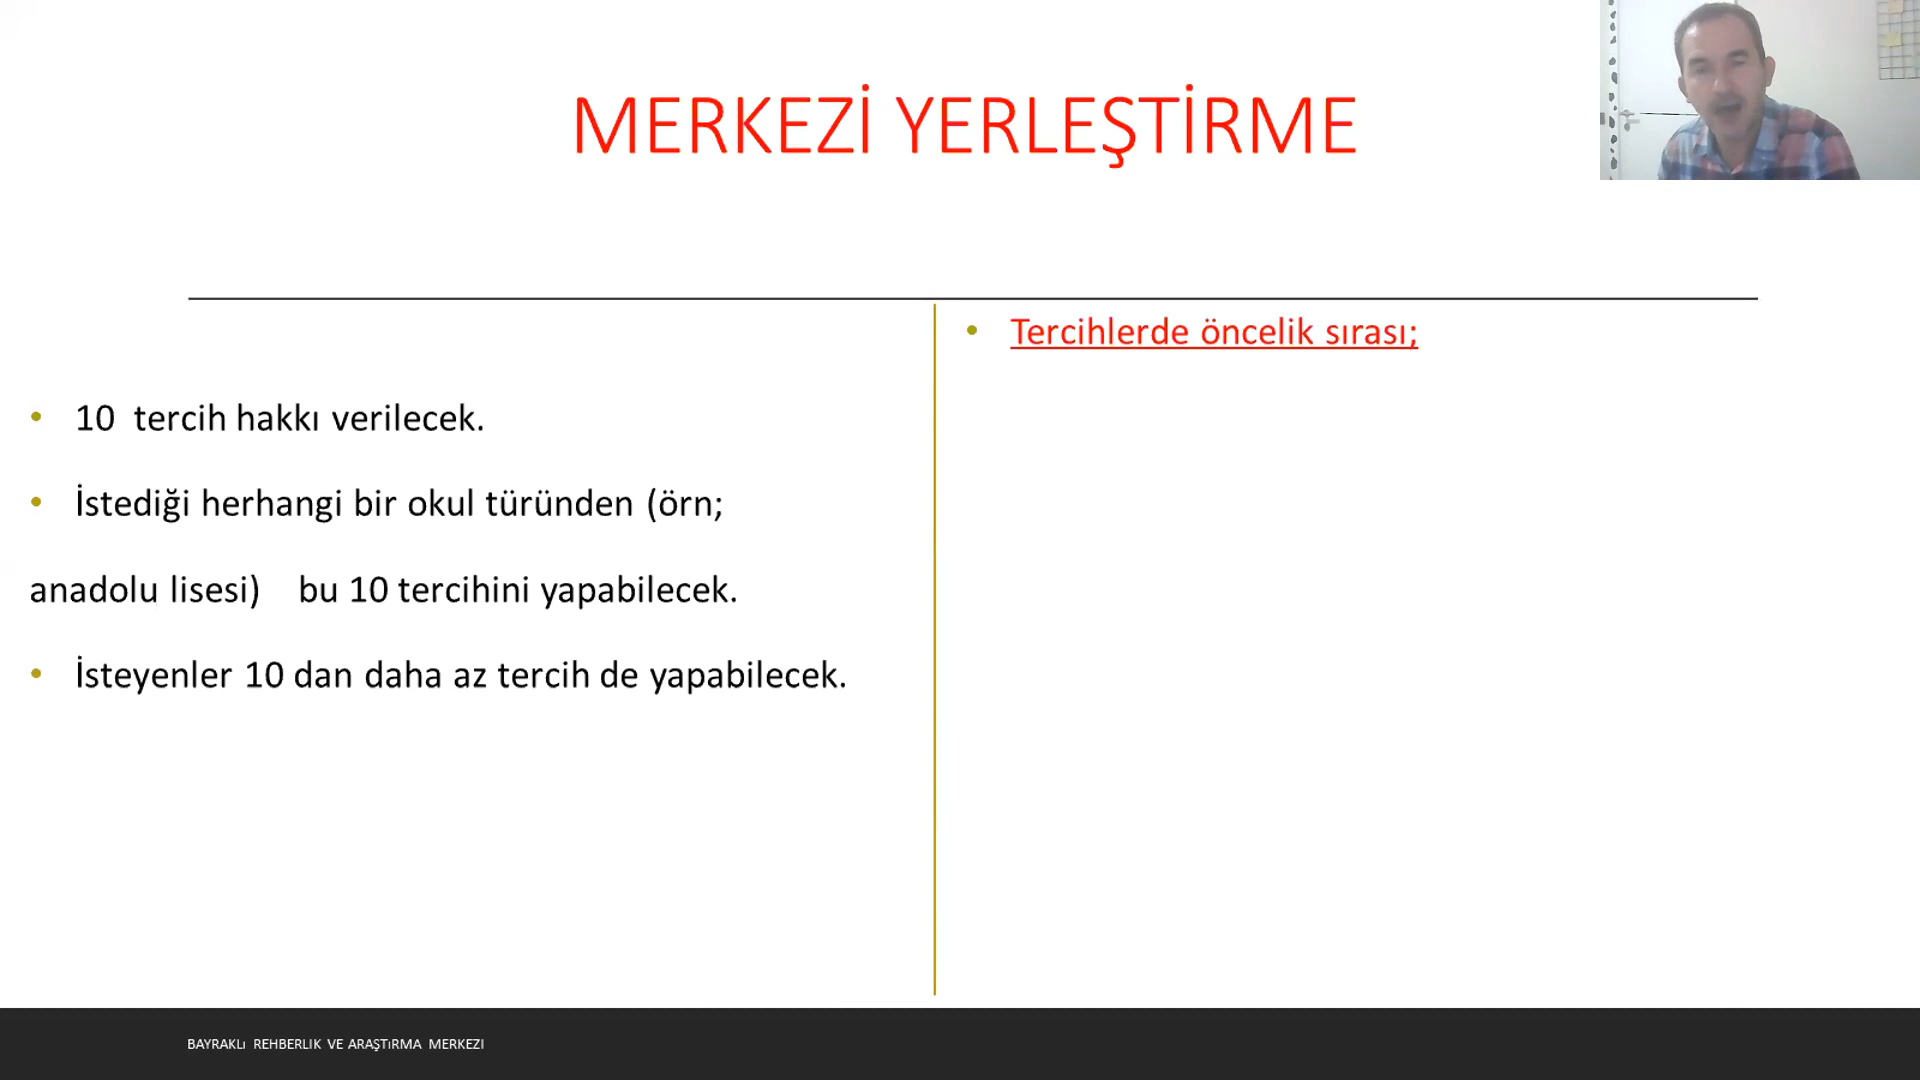 MERKEZİ YERLEŞTİRME
10 tercih hakkı verilecek.
İstediği herhangi bir okul türünden (örn;
anadolu lisesi) bu 10 tercihini yapabilecek.
İsteyenler 10 dan daha az tercih de yapabilecek.
Tercihlerde öncelik sırası;
BAYRAKLı REHBERLIK VE ARAŞTıRMA MERKEZI